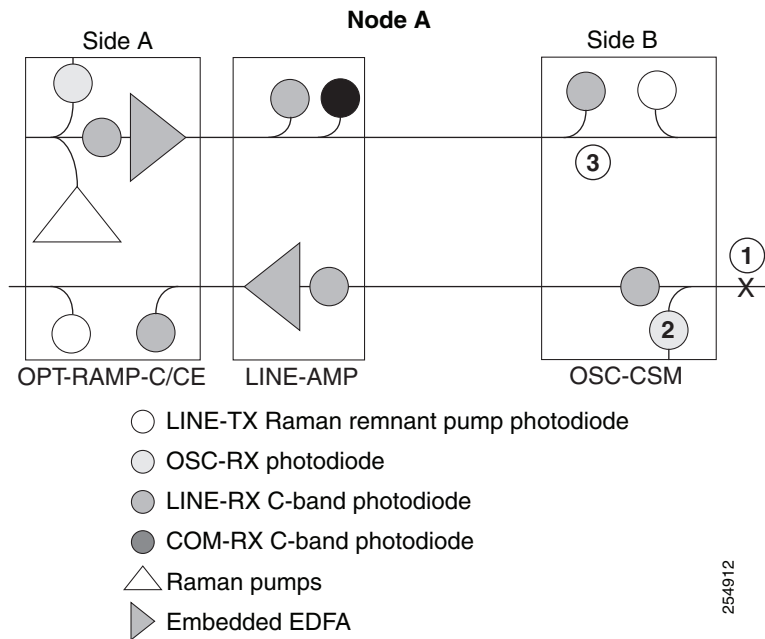 Node A
Side A
Side B
3
1
X
2
OPT-RAMP-C/CE
LINE-AMP
OSC-CSM
LINE-TX Raman remnant pump photodiode
OSC-RX photodiode
LINE-RX C-band photodiode
COM-RX C-band photodiode
Raman pumps
Embedded EDFA
254912